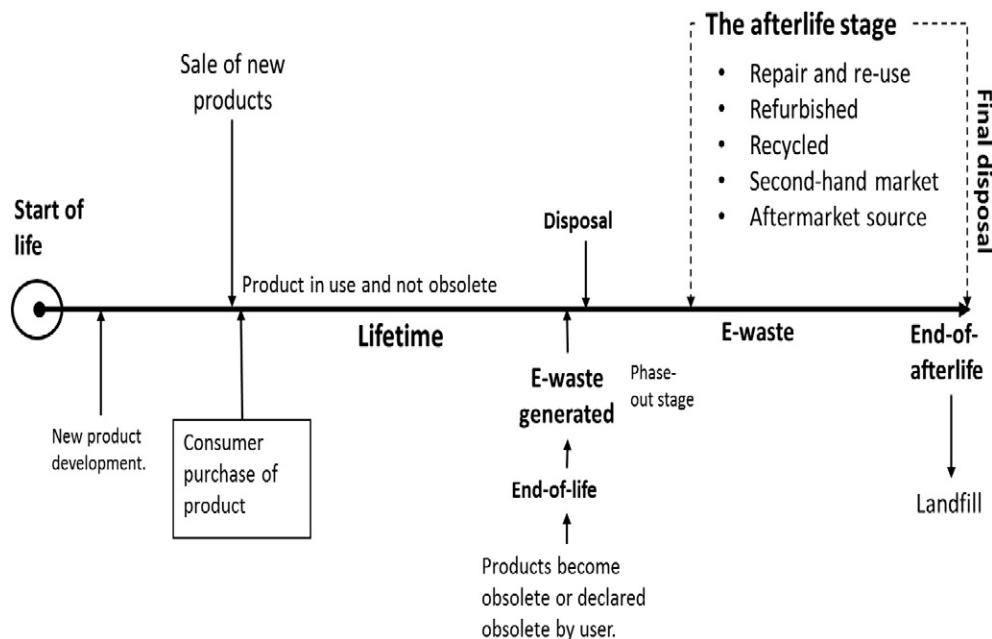 The afterlife stage
• Repair and re-use
• Refurbished
• Recycled
• Second-hand market
• Aftermarket source
Final disposal
Sale of new
products
Start of
life
Disposal
Product in use and not obsolete
Lifetime
E-waste
End-of-
afterlife
E-waste
generated
Phase-
out stage
New product
development.
Consumer
purchase of
product
End-of-life
Landfill
Products become
obsolete or declared
obsolete by user.